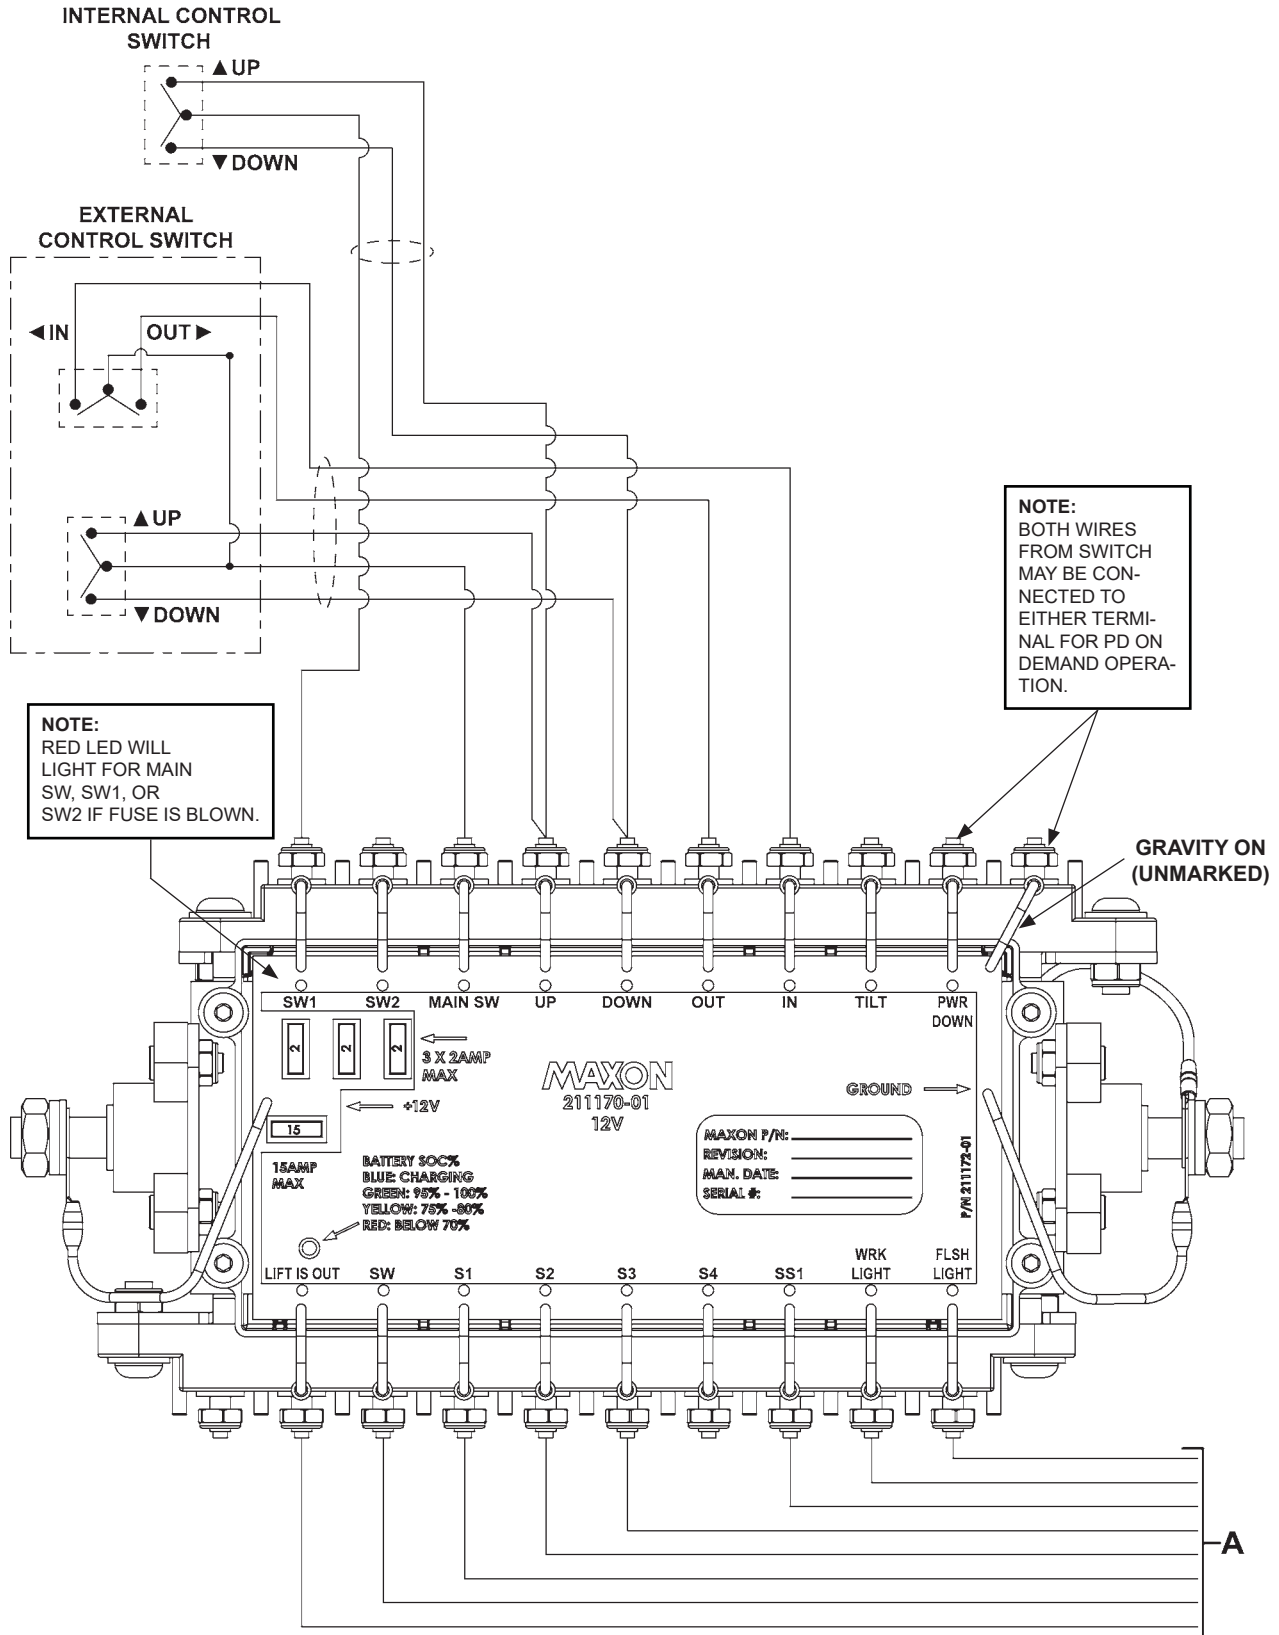 INTERNAL CONTROL
SWITCH
▲UP
▼DOWN
EXTERNAL
CONTROL SWITCH
◄IN
OUT►
▲UP
▼DOWN
NOTE:
BOTH WIRES
FROM SWITCH
MAY BE CON-
NECTED TO
EITHER TERMI-
NAL FOR PD ON
DEMAND OPERA-
TION.
NOTE:
RED LED WILL
LIGHT FOR MAIN
SW, SW1, OR
SW2 IF FUSE IS BLOWN.
GRAVITY ON
(UNMARKED)
SW1 SW2 MAIN SW UP DOWN OUT IN TILT PWR
DOWN
2 2 2
3 X 2AMP
MAX
+12V
MAXON
211170-01
12V
GROUND
15
15AMP
MAX
BATTERY SOC%
BLUE: CHARGING
GREEN: 95% - 100%
YELLOW: 75% -80%
RED: BELOW 70%
MAXON P/N:
REVISION:
MAN. DATE:
SERIAL #:
P/N 211172-01
LIFT IS OUT SW S1 S2 S3 S4 SS1 WRK
LIGHT
FLSH
LIGHT
A